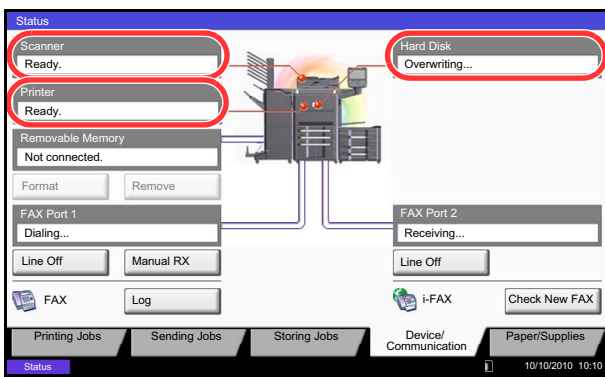 Status
Scanner
Ready.
Hard Disk
Overwriting...
Printer
Ready.
Removable Memory
Not connected.
Format
Remove
FAX Port 1
Dialing...
FAX Port 2
Receiving...
Line Off
Manual RX
Line Off
FAX
Log
i-FAX
Check New FAX
Printing Jobs
Sending Jobs
Storing Jobs
Device/
Communication
Paper/Supplies
Status
10/10/2010 10:10